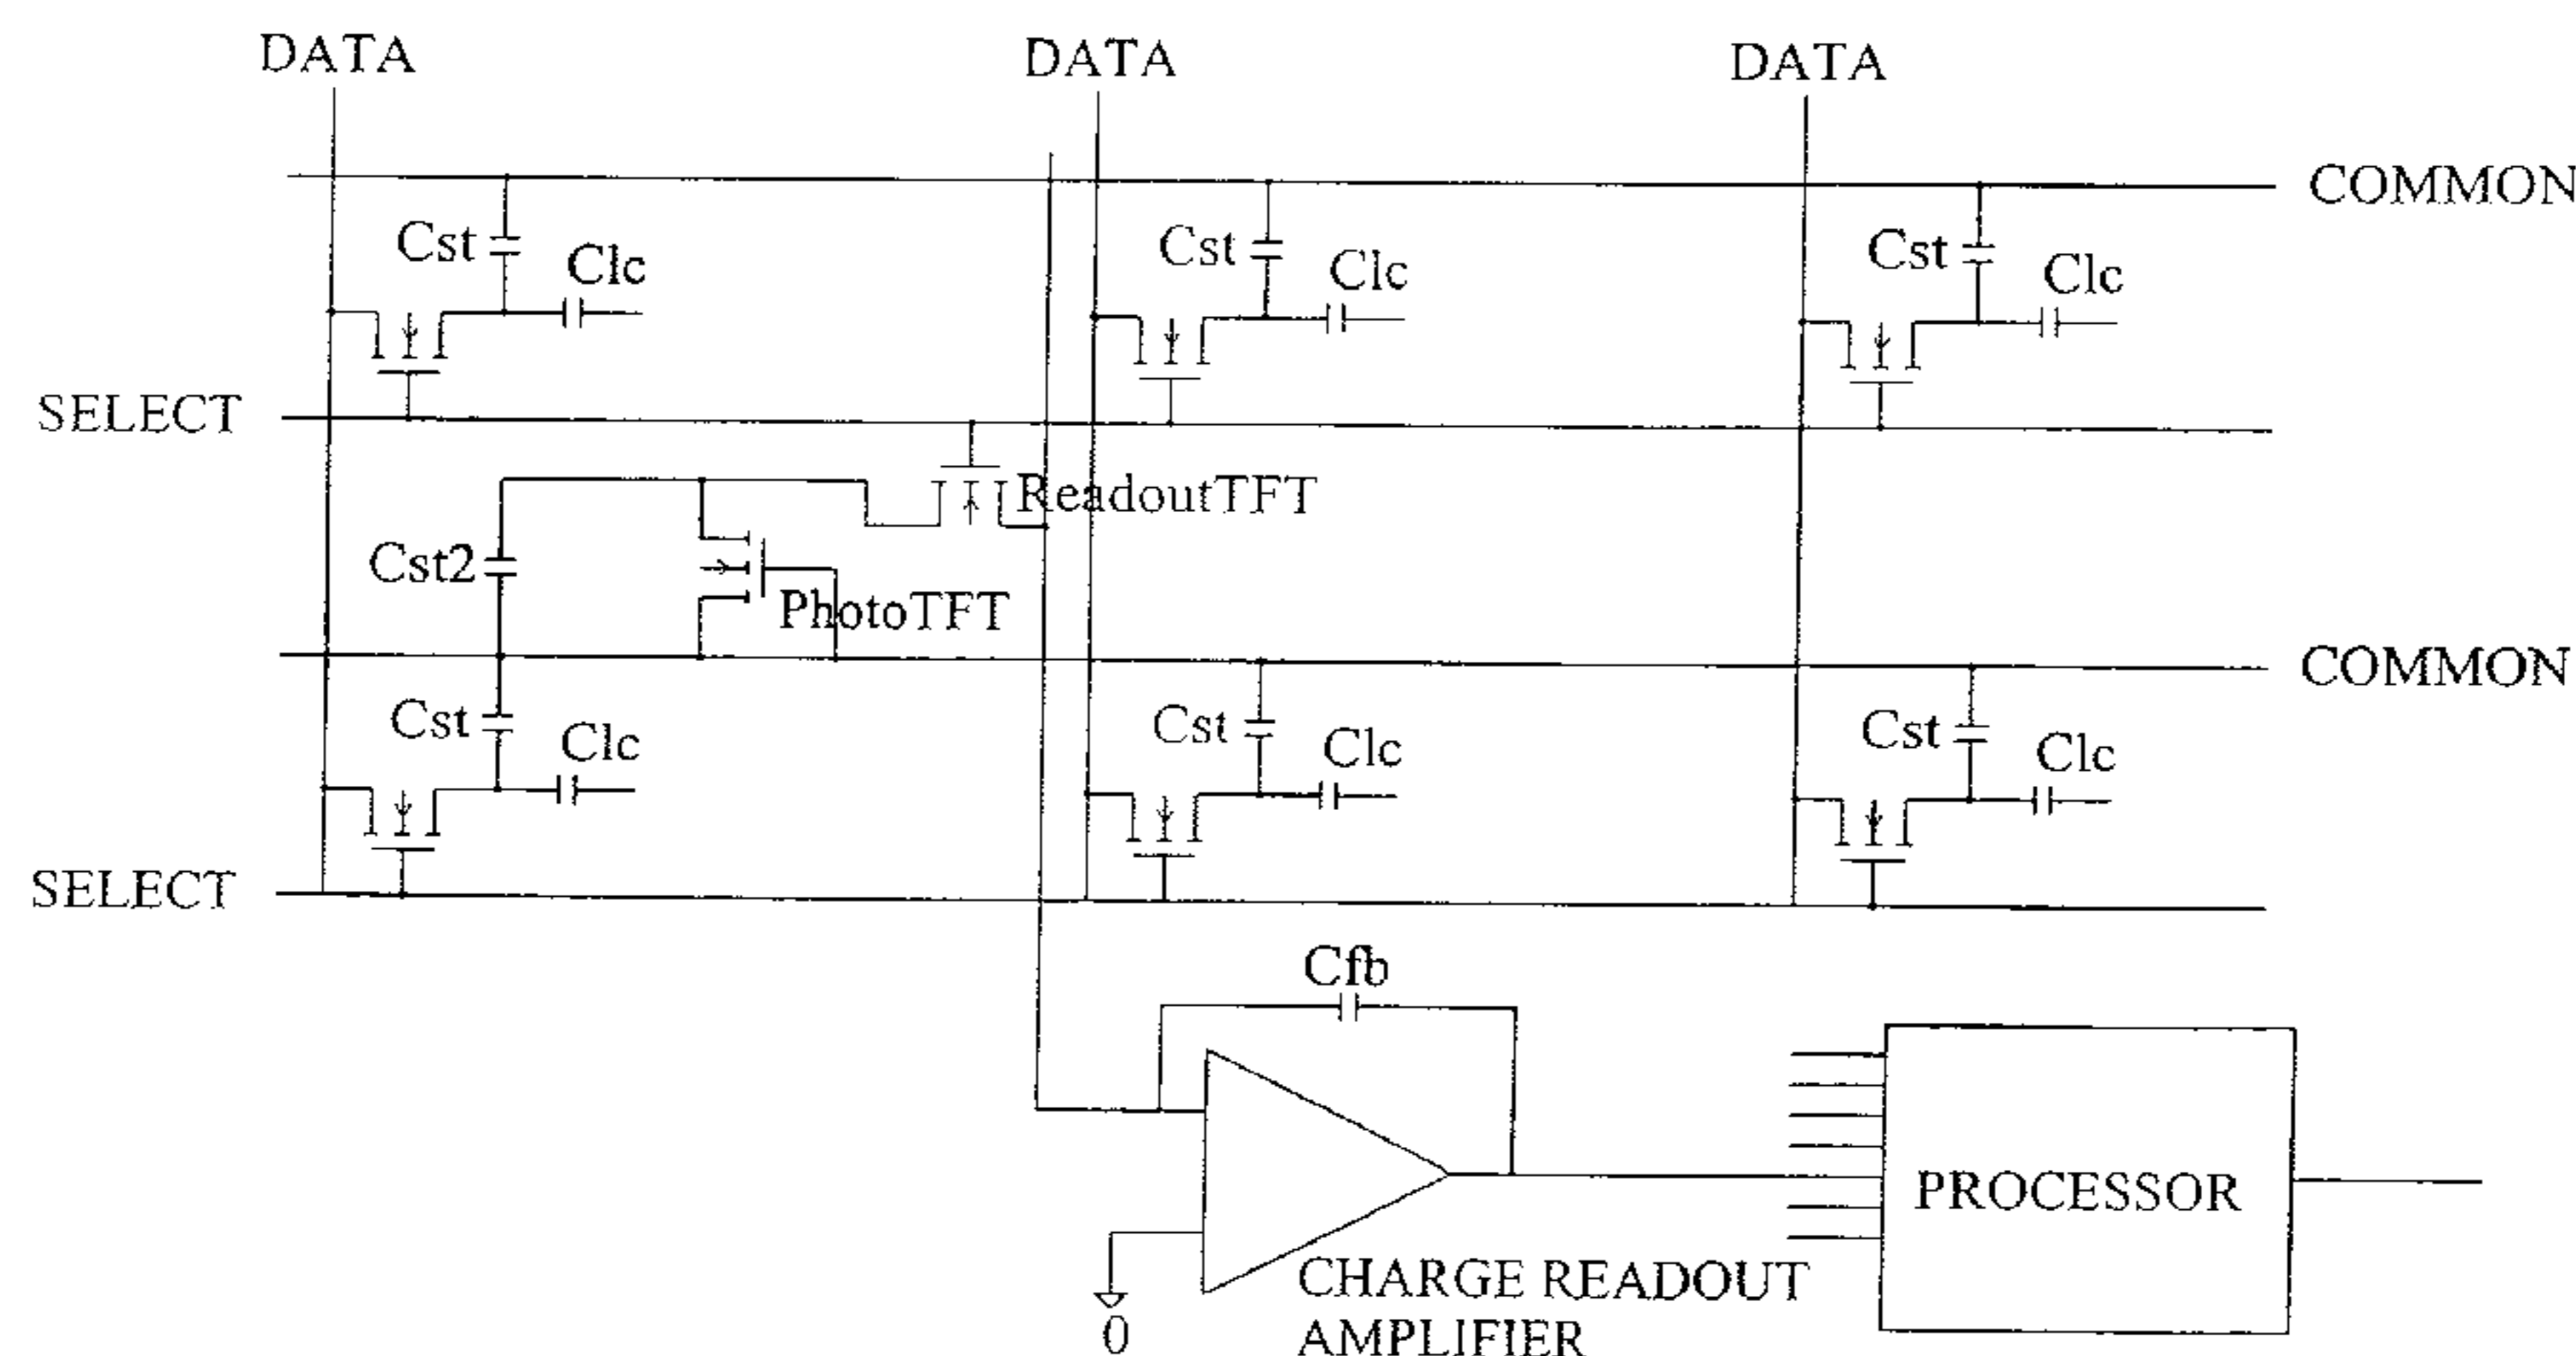 DATA
DATA
DATA
COMMON
Cst
Clc
Cst
Clc
Cst
Clc
SELECT
ReadoutTFT
Cst2
PhotoTFT
COMMON
Cst
Clc
Cst
Clc
Cst
Clc
SELECT
Cfb
PROCESSOR
CHARGE READOUT
AMPLIFIER
0